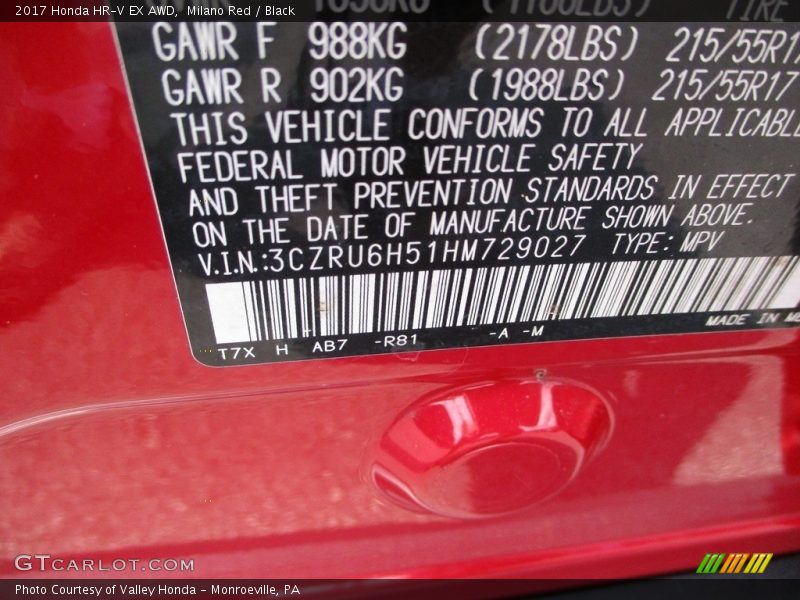 2017 Honda HR-V EX AWD, Milano Red / Black
GAWR F 988KG (2178LBS) 215/55R17
GAWR R 902KG (1988LBS) 215/55R17
THIS VEHICLE CONFORMS TO ALL APPLICABLE
FEDERAL MOTOR VEHICLE SAFETY
AND THEFT PREVENTION STANDARDS IN EFFECT
ON THE DATE OF MANUFACTURE SHOWN ABOVE.
V.I.N.:3CZRU6H51HM729027 TYPE: MPV
MADE IN
T7X H AB7 -R81 -A -M
GTCARLOT.COM
Photo Courtesy of Valley Honda - Monroeville, PA